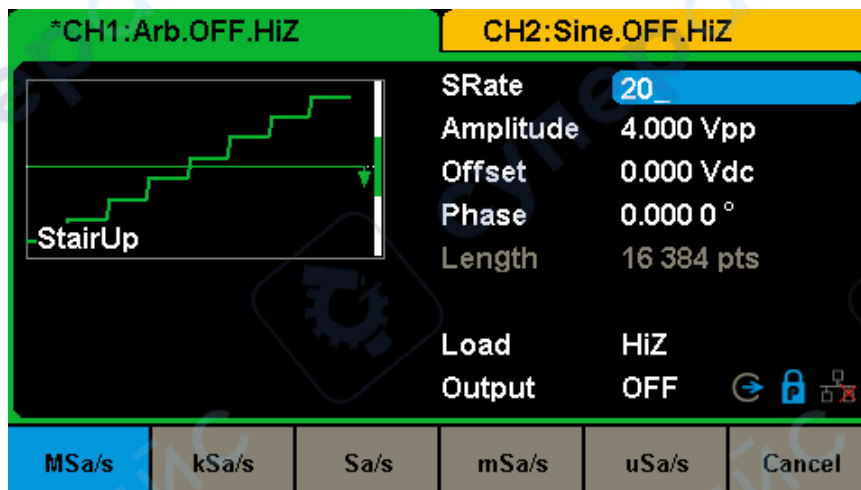 *CH1:Arb.OFF.HiZ
CH2:Sine.OFF.HiZ
StairUp
SRate 20_
Amplitude 4.000 Vpp
Offset 0.000 Vdc
Phase 0.000 0 °
Length 16 384 pts
Load HiZ
Output OFF
P
MSa/s kSa/s Sa/s mSa/s uSa/s Cancel